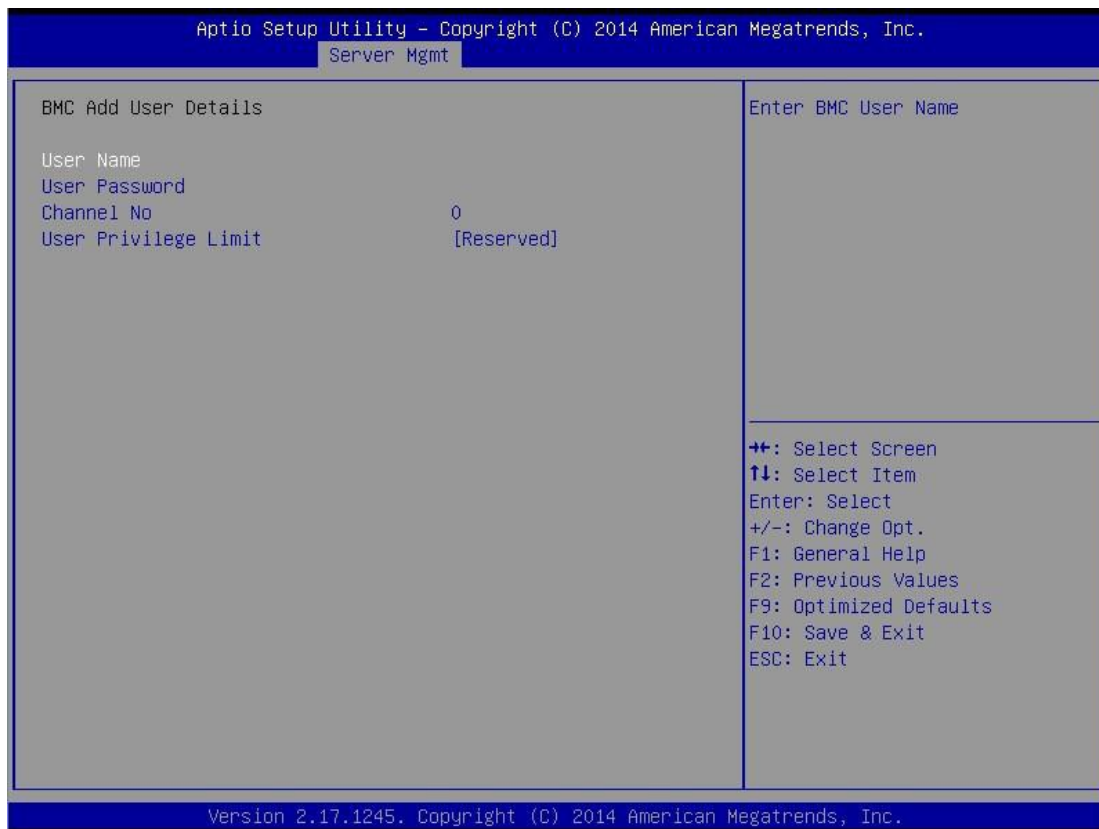 Aptio Setup Utility – Copyright (C) 2014 American Megatrends, Inc.
Server Mgmt
BMC Add User Details
User Name
User Password
Channel No 0
User Privilege Limit [Reserved]
Enter BMC User Name
→←: Select Screen
↑↓: Select Item
Enter: Select
+/-: Change Opt.
F1: General Help
F2: Previous Values
F9: Optimized Defaults
F10: Save & Exit
ESC: Exit
Version 2.17.1245. Copyright (C) 2014 American Megatrends, Inc.